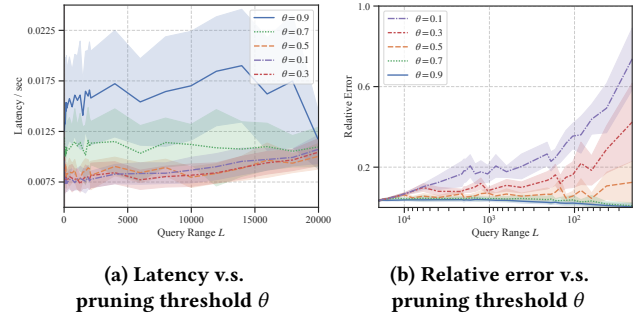 0.0225
0.0175
0.0125
0.0075
Latency / sec
θ = 0.9
θ = 0.7
θ = 0.5
θ = 0.1
θ = 0.3
0
5000
10000
15000
20000
Query Range L
1.0
0.6
0.2
Relative Error
θ = 0.1
θ = 0.3
θ = 0.5
θ = 0.7
θ = 0.9
10⁴
10³
10²
Query Range L
(a) Latency v.s.
pruning threshold θ
(b) Relative error v.s.
pruning threshold θ